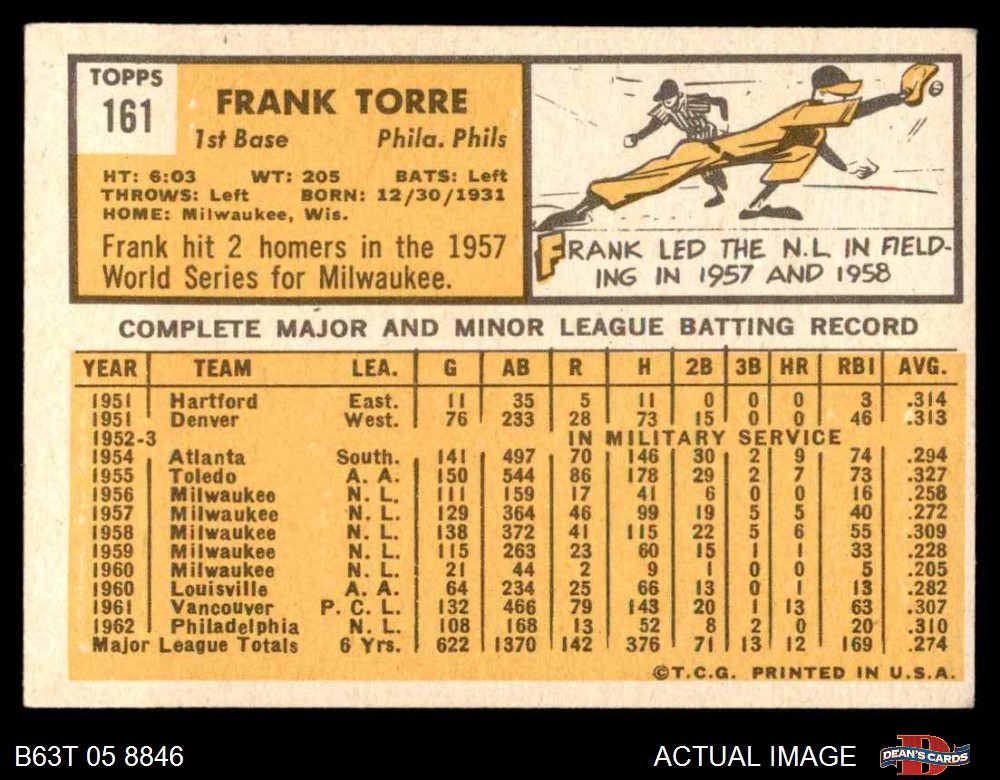 TOPPS
161
FRANK TORRE
1st Base Phila. Phils
HT: 6:03 WT: 205 BATS: Left
THROWS: Left BORN: 12/30/1931
HOME: Milwaukee, Wis.
Frank hit 2 homers in the 1957
World Series for Milwaukee.
FRANK LED THE N.L IN FIELD-
ING IN 1957 AND 1958
COMPLETE MAJOR AND MINOR LEAGUE BATTING RECORD
YEAR TEAM LEA. G AB R H 2B 3B HR RBI AVG.
1951 Hartford East. 11 35 5 11 0 0 0 3 .314
1951 Denver West. 76 233 28 73 15 0 0 46 .313
1952-3 IN MILITARY SERVICE
1954 Atlanta South. 141 497 70 146 30 2 9 74 .294
1955 Toledo A. A. 150 544 86 178 29 2 7 73 .327
1956 Milwaukee N. L. 111 159 17 41 6 0 0 16 .258
1957 Milwaukee N. L. 129 364 46 99 19 5 5 40 .272
1958 Milwaukee N. L. 138 372 41 115 22 5 6 55 .309
1959 Milwaukee N. L. 115 263 23 60 15 1 1 33 .228
1960 Milwaukee N. L. 21 44 2 9 1 0 0 5 .205
1960 Louisville A. A. 64 234 25 66 13 0 1 13 .282
1961 Vancouver P. C. L. 132 466 79 143 20 1 13 63 .307
1962 Philadelphia N. L. 108 168 13 52 8 2 0 20 .310
Major League Totals 6 Yrs. 622 1370 142 376 71 13 12 169 .274
©T.C.G. PRINTED IN U.S.A.
B63T 05 8846 ACTUAL IMAGE DEAN'S CARDS